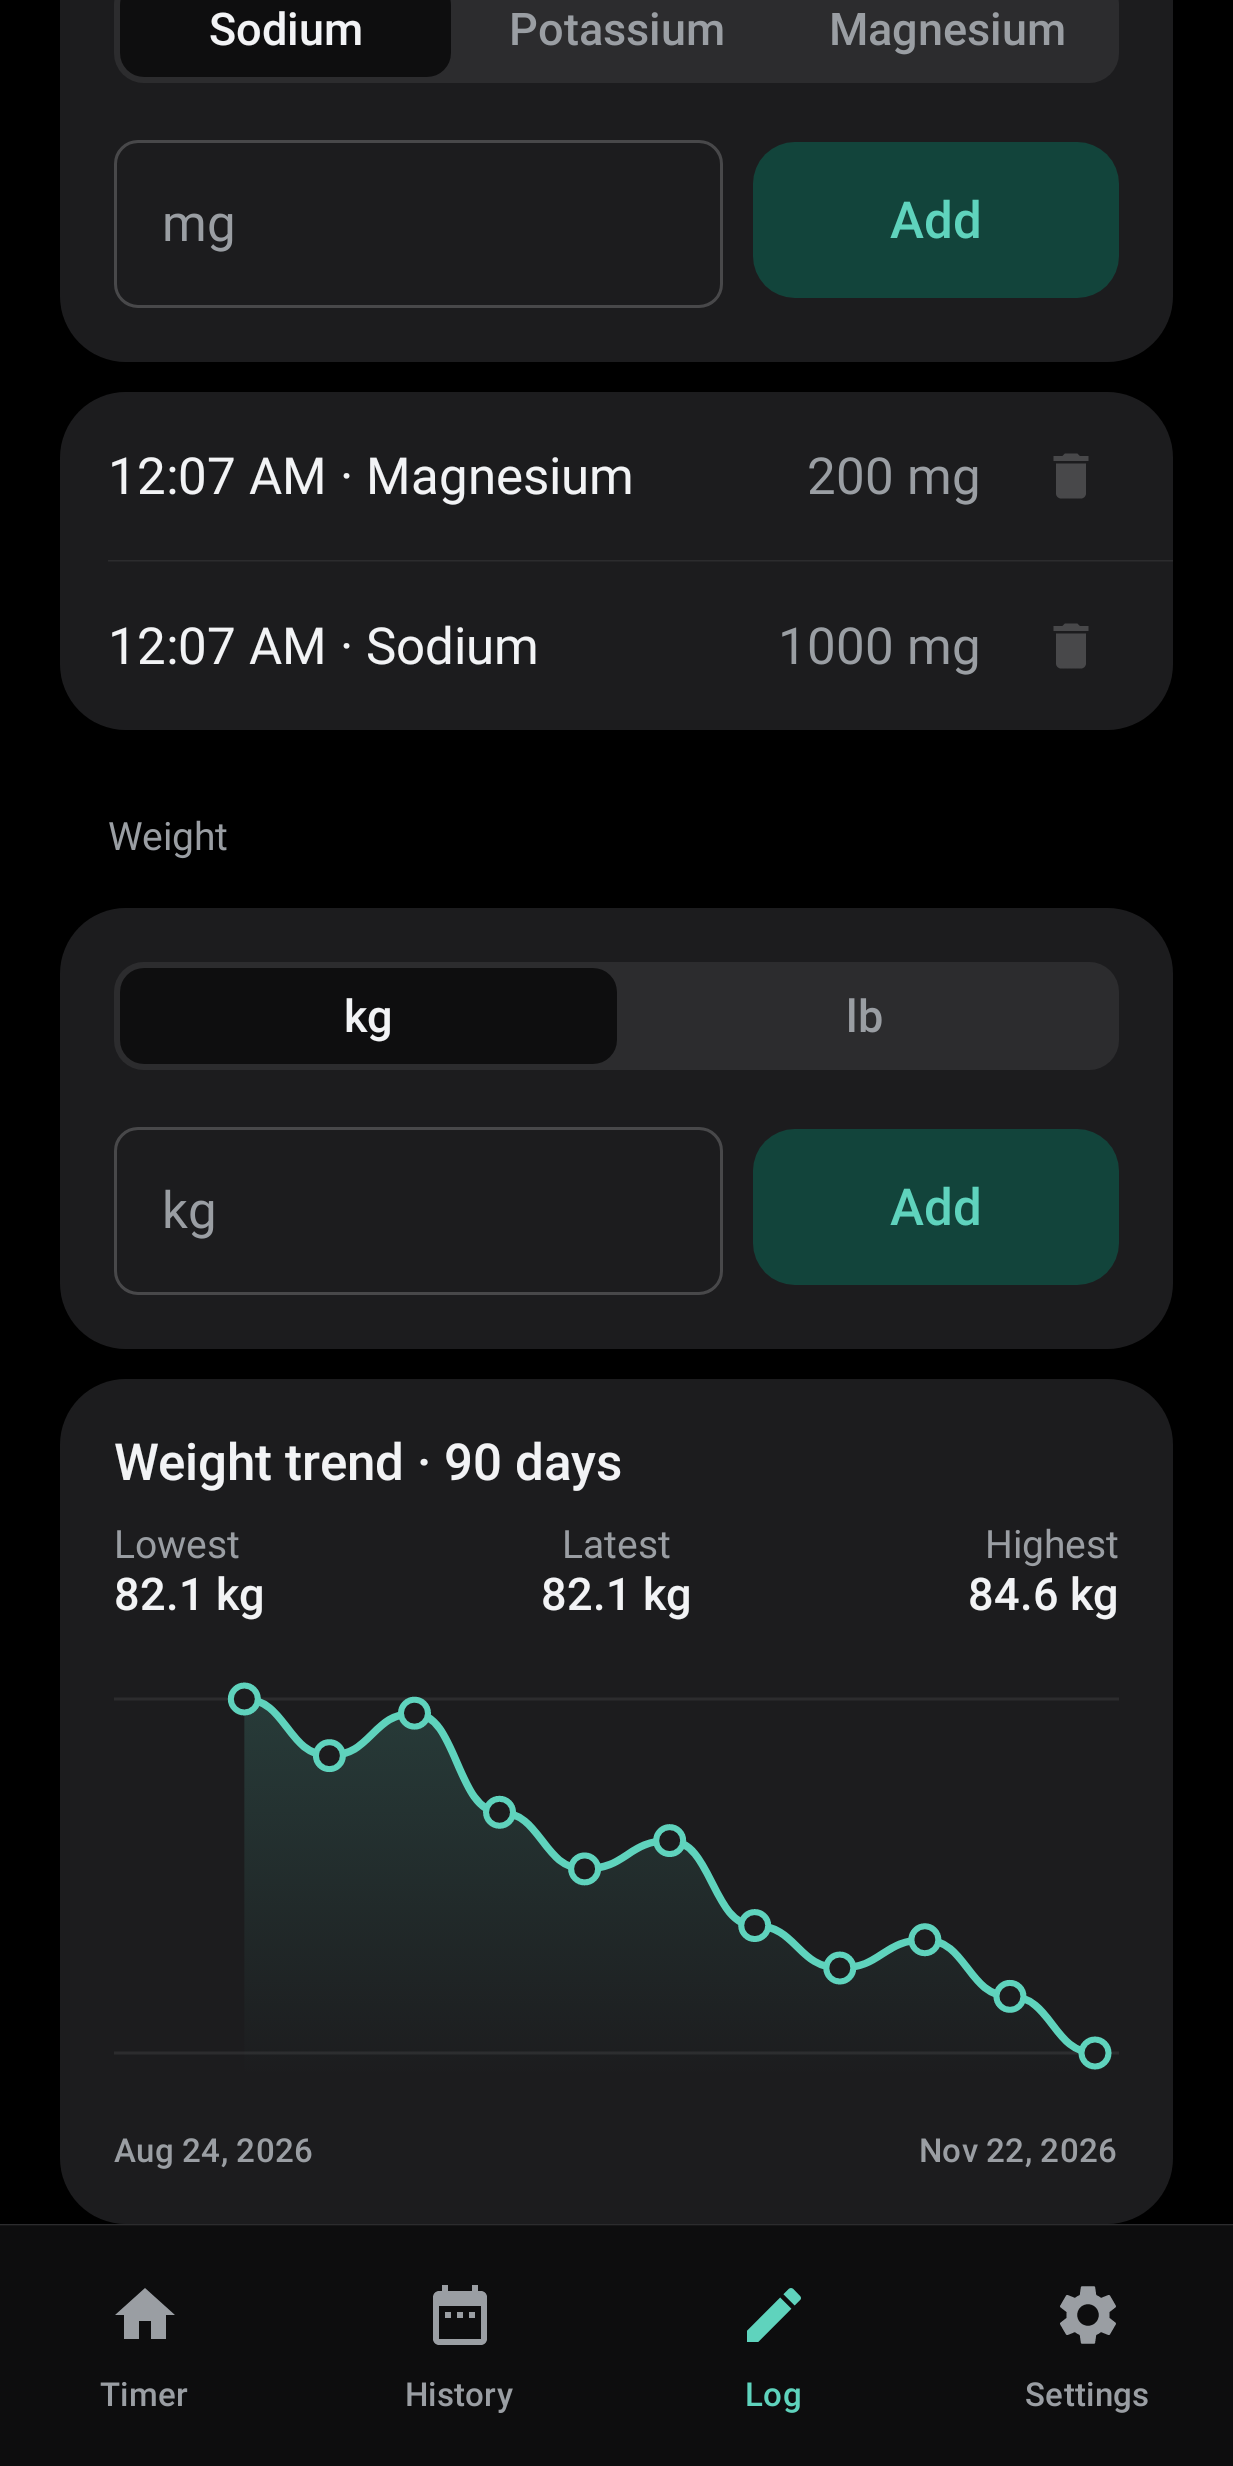 Sodium Potassium Magnesium
mg Add
12:07 AM · Magnesium 200 mg
12:07 AM · Sodium 1000 mg
Weight
kg lb
kg Add
Weight trend · 90 days
Lowest Latest Highest
82.1 kg 82.1 kg 84.6 kg
Aug 24, 2026 Nov 22, 2026
Timer History Log Settings